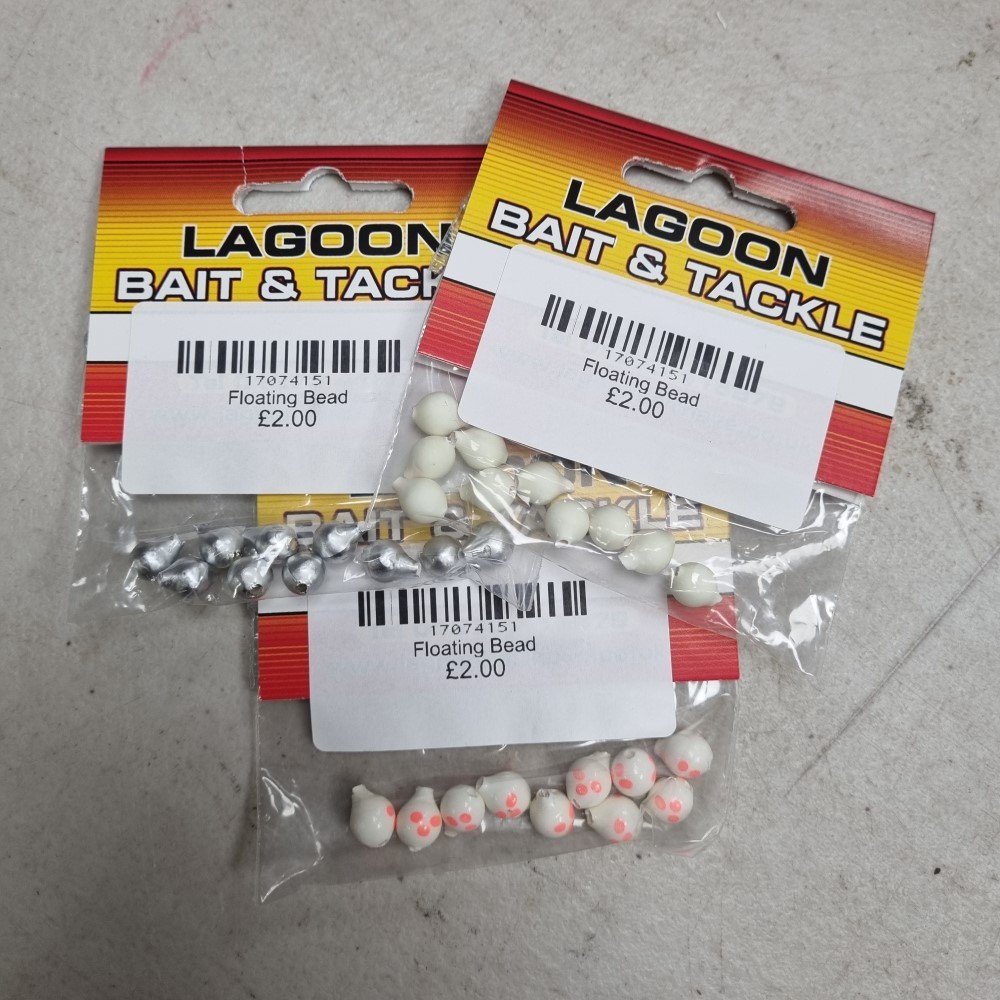 LAGOON
BAIT & TACK
17074151
Floating Bead
£2.00
LAGOON
BAIT & TACKLE
17074151
Floating Bead
£2.00
BAIT & TACKLE
17074151
Floating Bead
£2.00